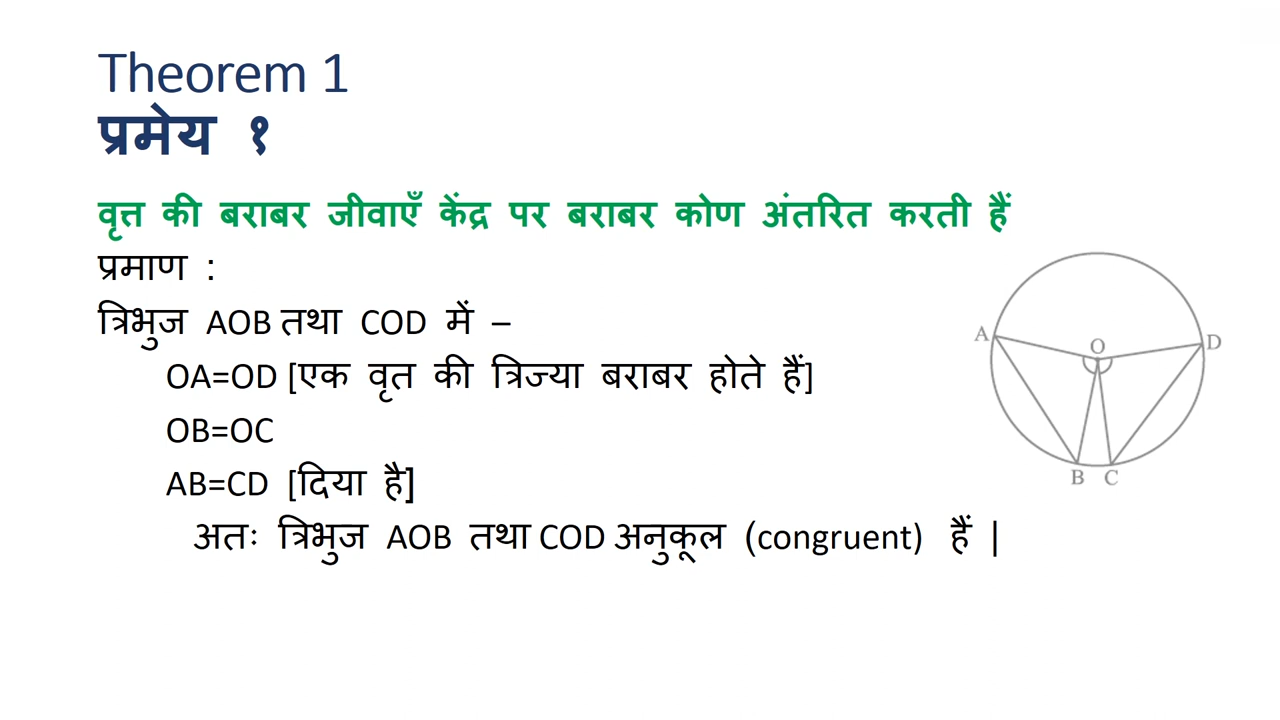 Theorem 1
प्रमेय १
वृत्त की बराबर जीवाएँ केंद्र पर बराबर कोण अंतरित करती हैं
प्रमाण :
त्रिभुज AOB तथा COD में –
OA=OD [एक वृत की त्रिज्या बराबर होते हैं]
OB=OC
AB=CD [दिया है]
अतः त्रिभुज AOB तथा COD अनुकूल (congruent) हैं |
A
O
D
B C